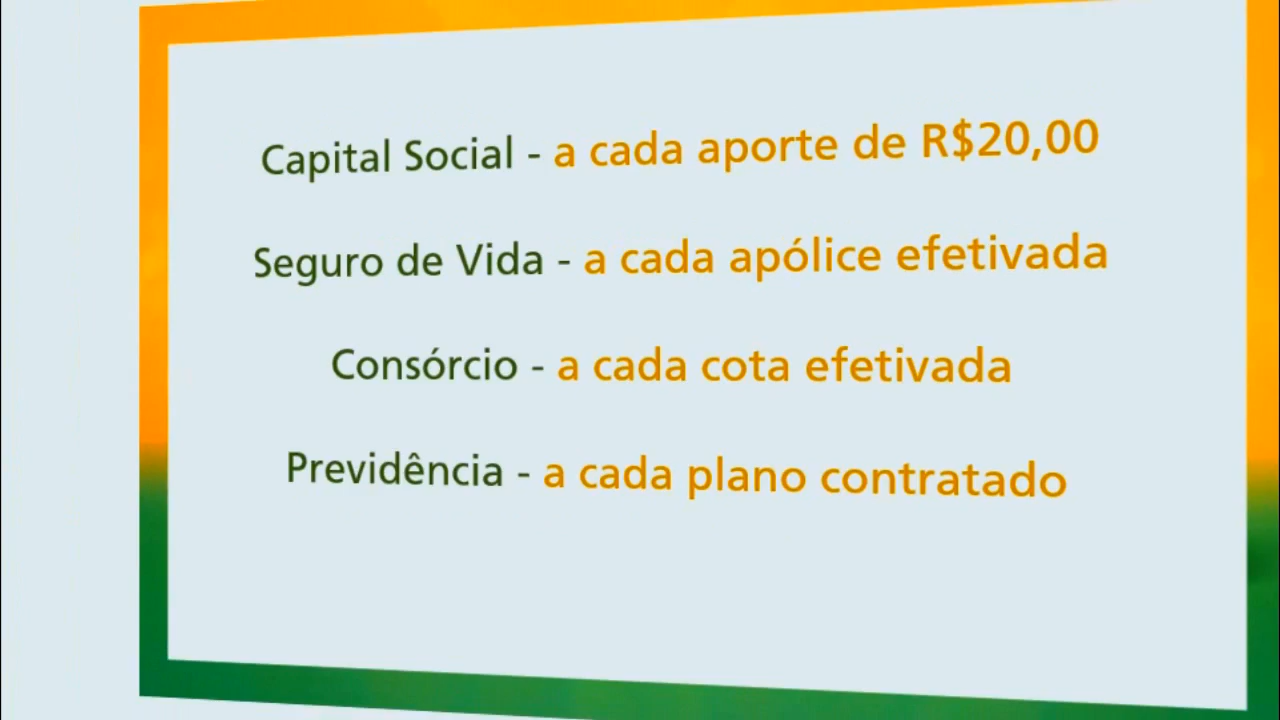 Capital Social - a cada aporte de R$20,00
Seguro de Vida - a cada apólice efetivada
Consórcio - a cada cota efetivada
Previdência - a cada plano contratado